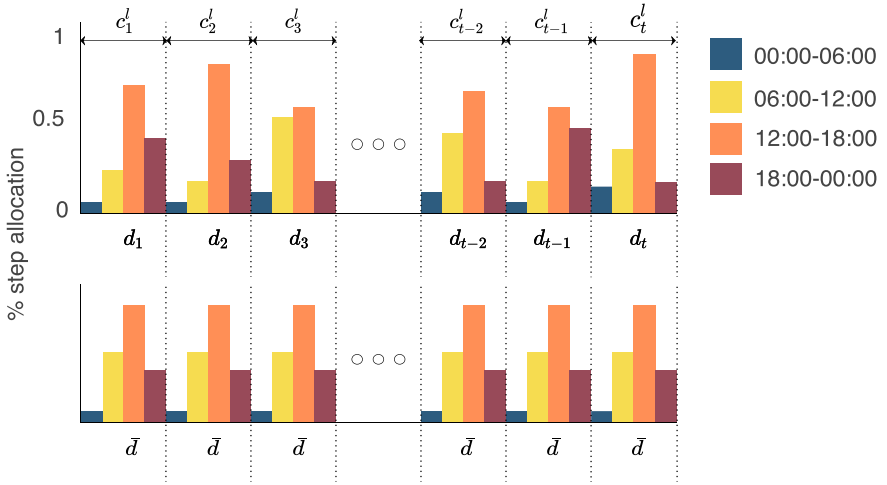 1
c_1^l c_2^l c_3^l c_{t-2}^l c_{t-1}^l c_t^l
00:00-06:00
06:00-12:00
0.5
12:00-18:00
18:00-00:00
0
% step allocation
d_1 d_2 d_3 d_{t-2} d_{t-1} d_t
d̄ d̄ d̄ d̄ d̄ d̄